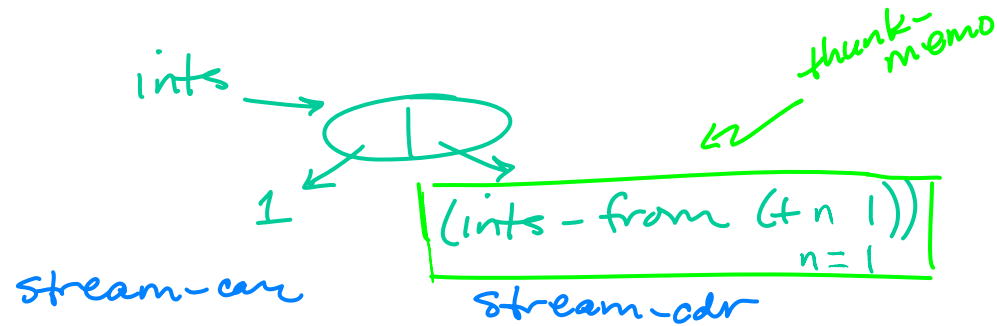 thunk-
memo
ints
1
(ints-from (+ n 1))
n = 1
stream-car
stream-cdr